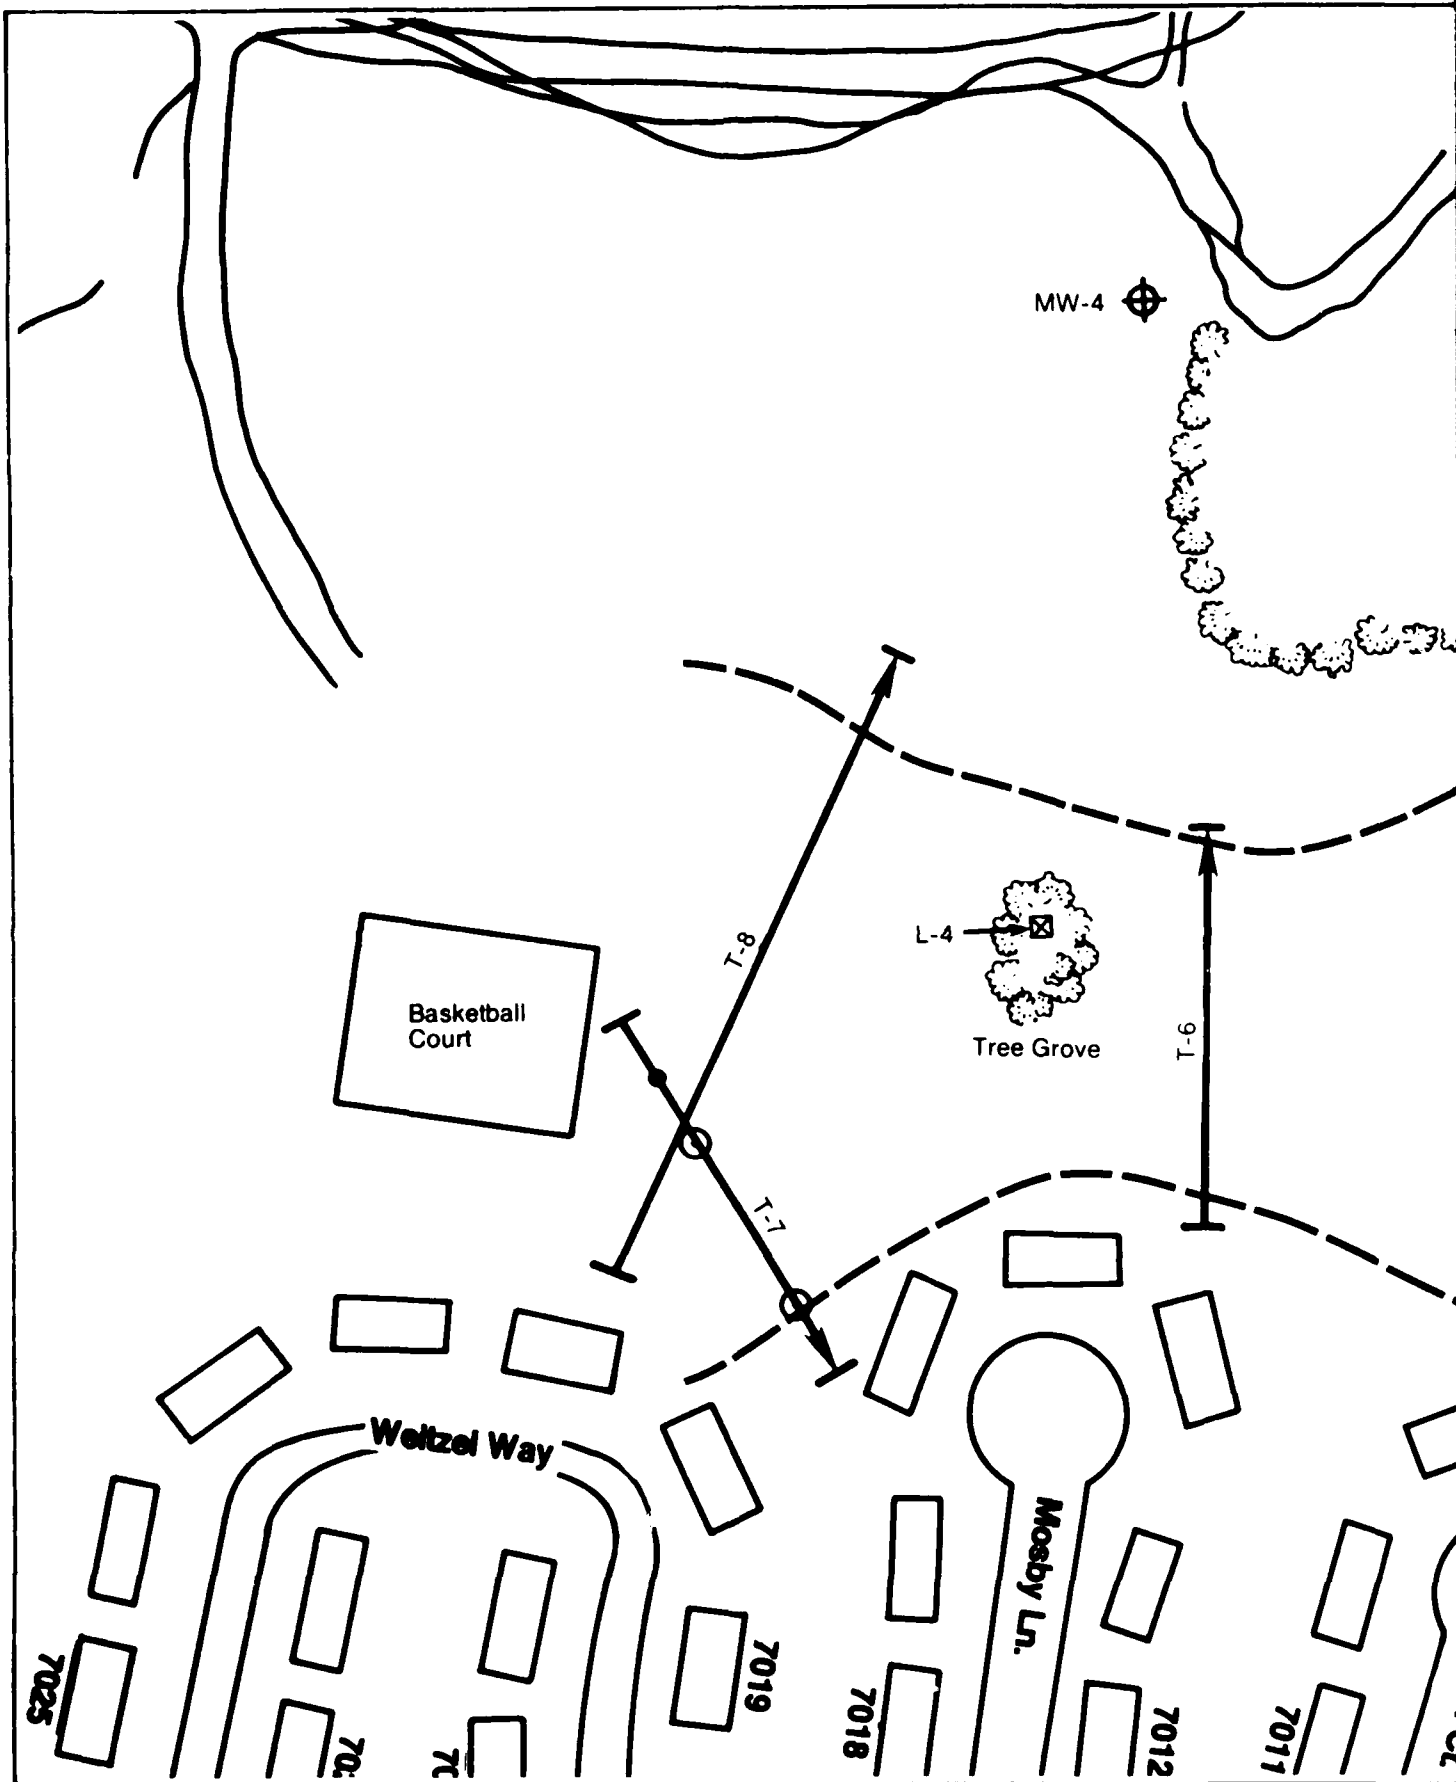 MW-4
T-8
L-4
Basketball
Court
T-6
Tree Grove
T-7
Weitzel Way
Mosby Ln.
7019
7025
7018
7012
7011